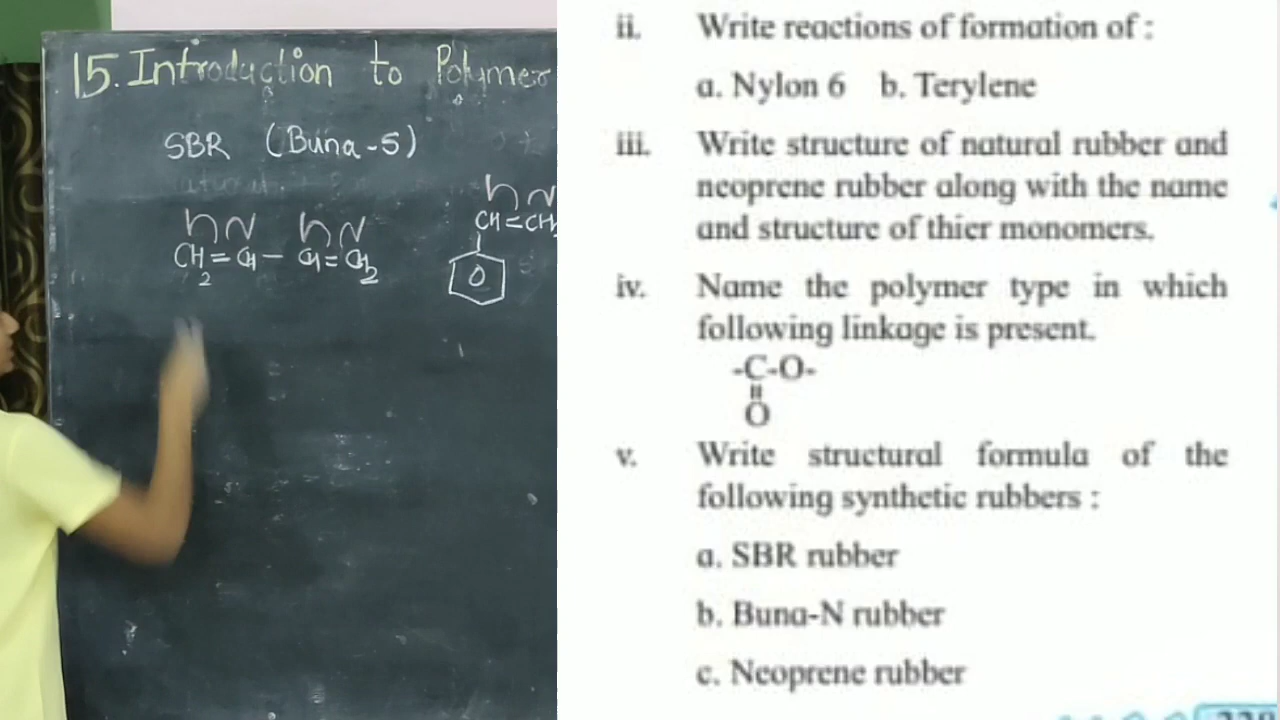 15. Introduction to Polymer
SBR (Buna-S)
CH2 = CH - CH = CH2
CH = CH2
ii. Write reactions of formation of :
a. Nylon 6 b. Terylene
iii. Write structure of natural rubber and
neoprene rubber along with the name
and structure of thier monomers.
iv. Name the polymer type in which
following linkage is present.
-C-O-
O
v. Write structural formula of the
following synthetic rubbers :
a. SBR rubber
b. Buna-N rubber
c. Neoprene rubber